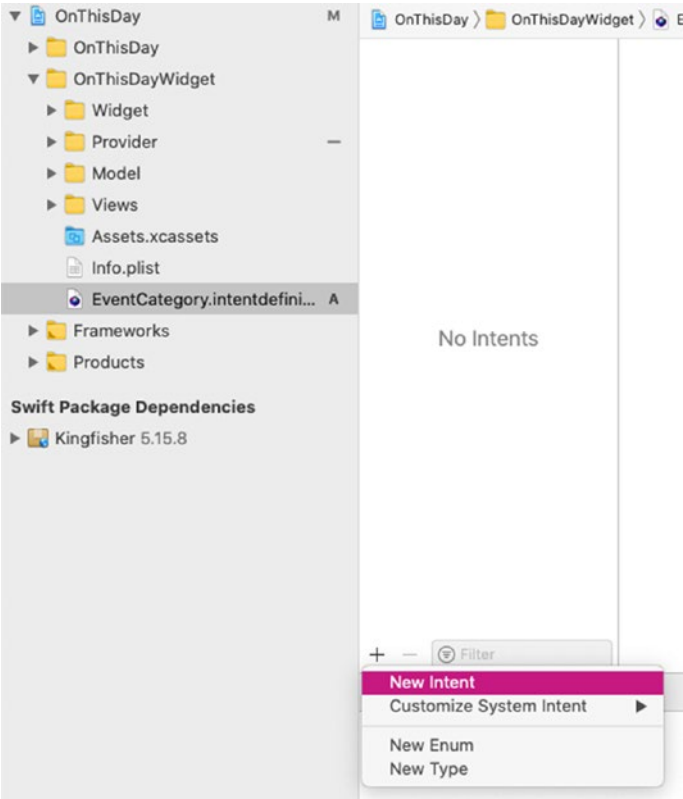 OnThisDay M
OnThisDay
OnThisDayWidget
Widget
Provider
Model
Views
Assets.xcassets
Info.plist
EventCategory.intentdefini... A
Frameworks
Products
Swift Package Dependencies
Kingfisher 5.15.8
OnThisDay 〉 OnThisDayWidget 〉 E
No Intents
+ — Filter
New Intent
Customize System Intent
New Enum
New Type